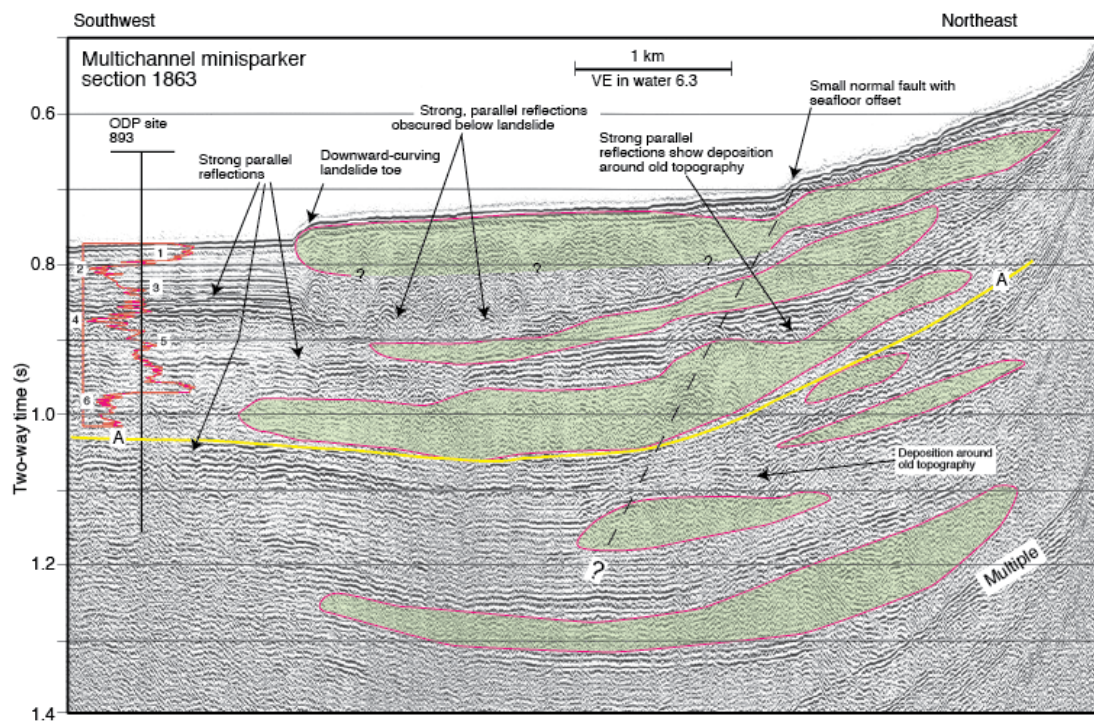 Southwest
Northeast
Multichannel minisparker
section 1863
1 km
VE in water 6.3
Small normal fault with
seafloor offset
0.6
ODP site
893
Strong, parallel reflections
obscured below landslide
Strong parallel
reflections
Downward-curving
landslide toe
Strong parallel
reflections show deposition
around old topography
1
2
3
4
5
6
?
?
?
0.8
A
Two-way time (s)
1.0
A
Deposition around
old topography
1.2
?
Multiple
1.4